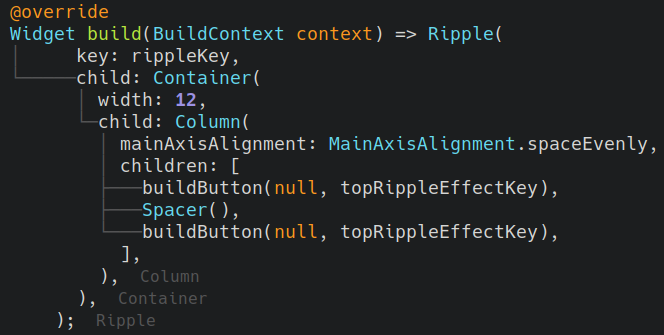 @override
Widget build(BuildContext context) => Ripple(
key: rippleKey,
child: Container(
width: 12,
child: Column(
mainAxisAlignment: MainAxisAlignment.spaceEvenly,
children: [
buildButton(null, topRippleEffectKey),
Spacer(),
buildButton(null, topRippleEffectKey),
],
), Column
), Container
); Ripple